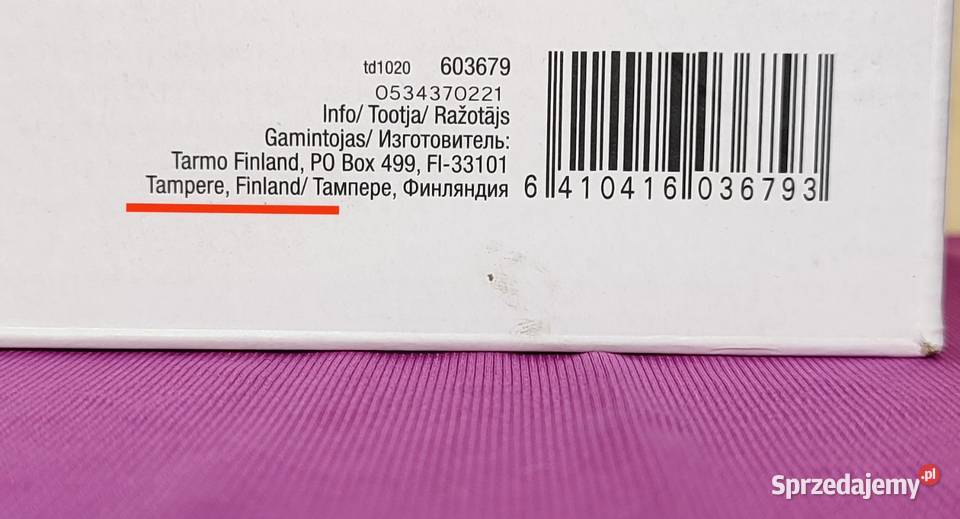 td1020 603679
0534370221
Info/ Tootja/ Ražotājs
Gamintojas/ Изготовитель:
Tarmo Finland, PO Box 499, FI-33101
Tampere, Finland/ Тампере, Финляндия
6 410416 036793
Sprzedajemy.pl